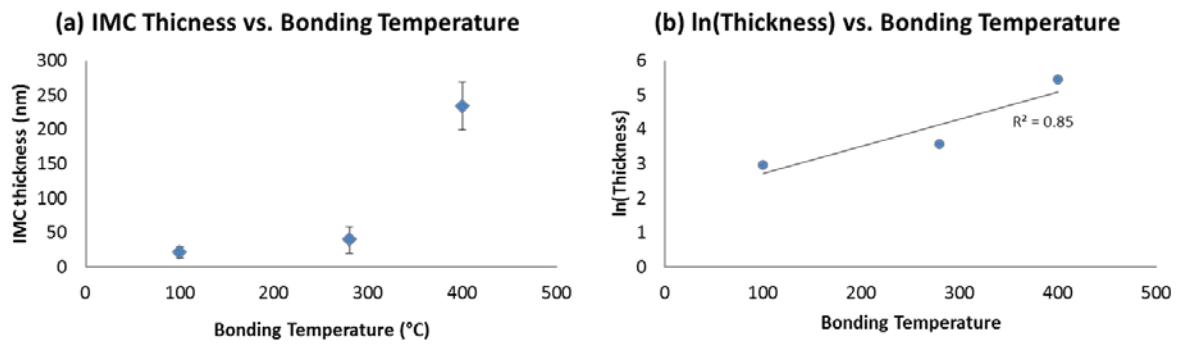 (a) IMC Thicness vs. Bonding Temperature
300
250
200
150
100
50
0
0 100 200 300 400 500
IMC thickness (nm)
Bonding Temperature (°C)
(b) ln(Thickness) vs. Bonding Temperature
6
5
4
3
2
1
0
0 100 200 300 400 500
ln(Thickness)
R² = 0.85
Bonding Temperature